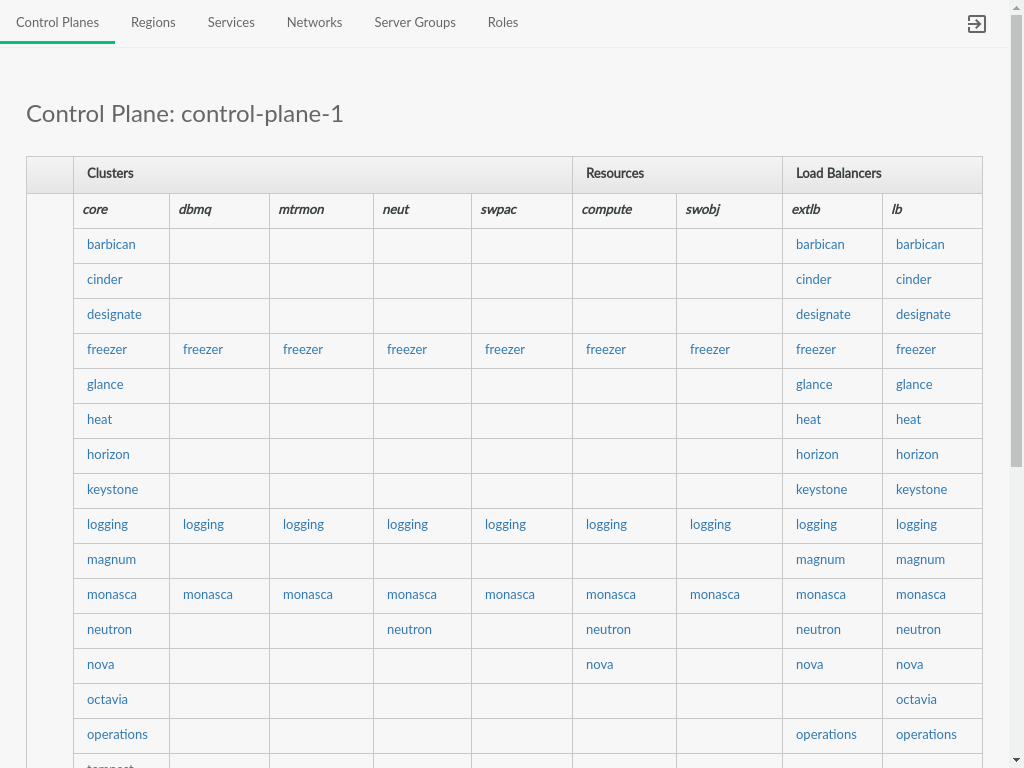 Control Planes Regions Services Networks Server Groups Roles
Control Plane: control-plane-1
Clusters Resources Load Balancers
core dbmq mtrmon neut swpac compute swobj extlb lb
barbican barbican barbican
cinder cinder cinder
designate designate designate
freezer freezer freezer freezer freezer freezer freezer freezer freezer
glance glance glance
heat heat heat
horizon horizon horizon
keystone keystone keystone
logging logging logging logging logging logging logging logging logging
magnum magnum magnum
monasca monasca monasca monasca monasca monasca monasca monasca monasca
neutron neutron neutron neutron neutron
nova nova nova nova
octavia octavia
operations operations operations